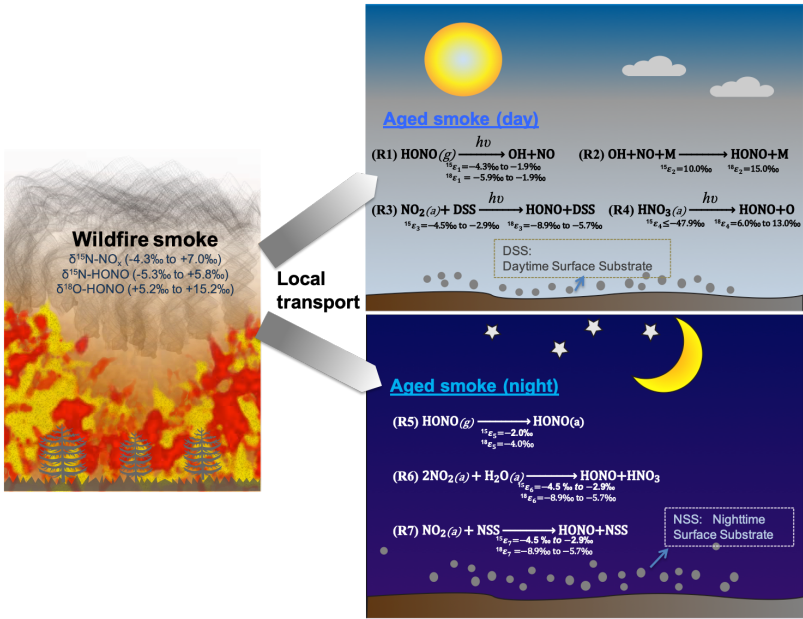 Wildfire smoke
δ¹⁵N-NOₓ (-4.3‰ to +7.0‰)
δ¹⁵N-HONO (-5.3‰ to +5.8‰)
δ¹⁸O-HONO (+5.2‰ to +15.2‰)
Local
transport
Aged smoke (day)
(R1) HONO(g) hυ→ OH+NO
¹⁵ε₁ =−4.3‰ to −1.9‰
¹⁸ε₁ = −5.9‰ to −1.9‰
(R2) OH+NO+M → HONO+M
¹⁵ε₂=10.0‰ ¹⁸ε₂=15.0‰
(R3) NO₂(a)+ DSS hυ→ HONO+DSS
¹⁵ε₃=−4.5‰ to −2.9‰ ¹⁸ε₃=−8.9‰ to −5.7‰
(R4) HNO₃(a) hυ→ HONO+O
¹⁵ε₄≤−47.9‰ ¹⁸ε₄=6.0‰ to 13.0‰
DSS:
Daytime Surface Substrate
Aged smoke (night)
(R5) HONO(g) → HONO(a)
¹⁵ε₅=−2.0‰
¹⁸ε₅=−4.0‰
(R6) 2NO₂(a)+ H₂O(a) → HONO+HNO₃
¹⁵ε₆=−4.5 ‰ to −2.9‰
¹⁸ε₆=−8.9‰ to −5.7‰
(R7) NO₂(a)+ NSS → HONO+NSS
¹⁵ε₇=−4.5 ‰ to −2.9‰
¹⁸ε₇ =−8.9‰ to −5.7‰
NSS: Nighttime
Surface Substrate